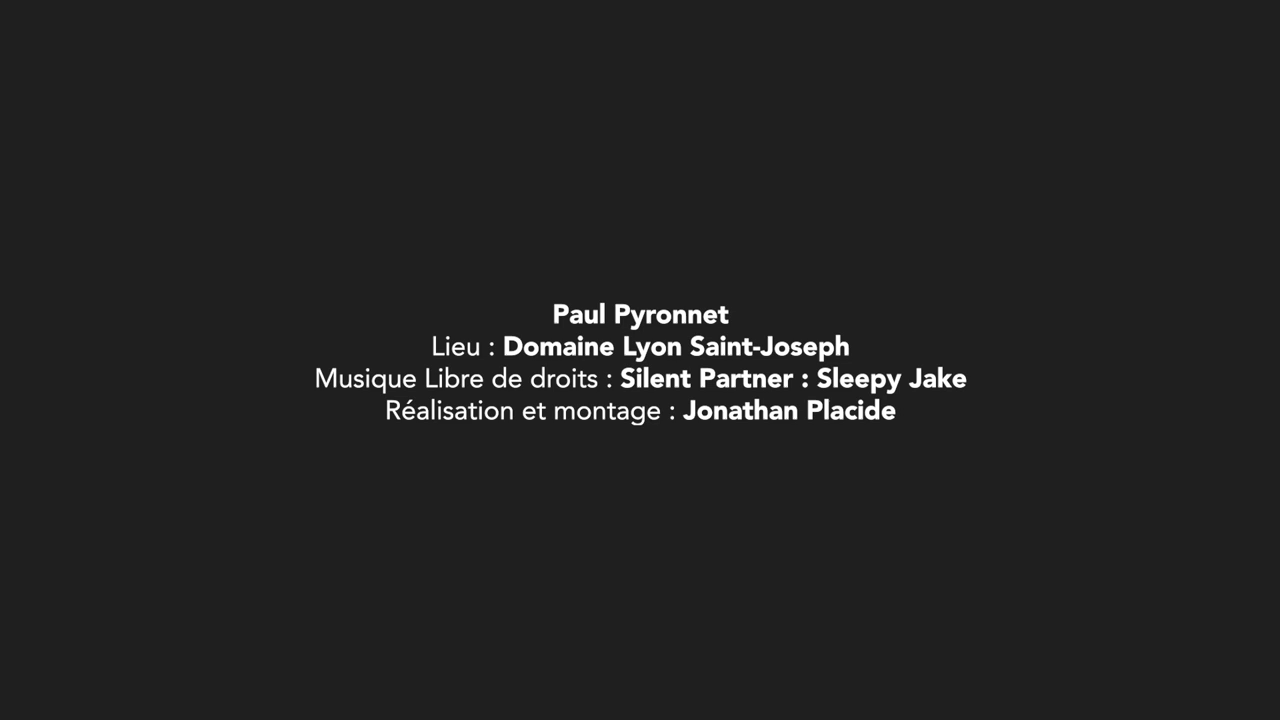 Paul Pyronnet
Lieu : Domaine Lyon Saint-Joseph
Musique Libre de droits : Silent Partner : Sleepy Jake
Réalisation et montage : Jonathan Placide